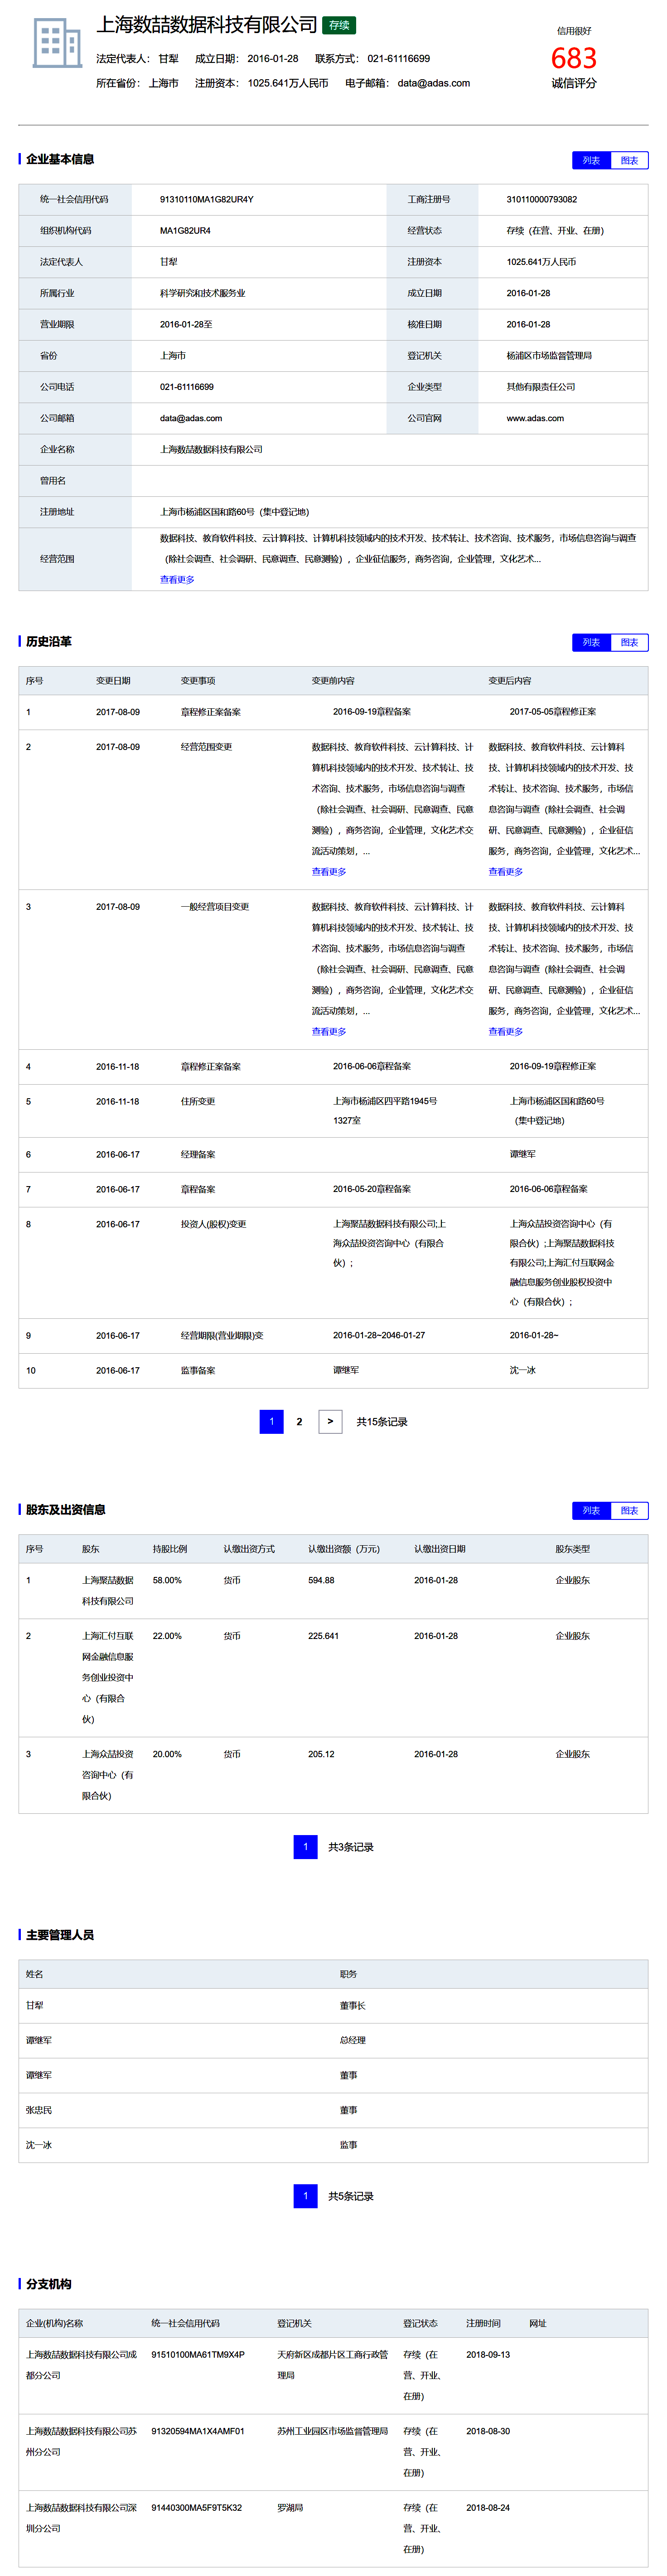 上海数喆数据科技有限公司 存续
信用很好
683
诚信评分
法定代表人： 甘犁 成立日期： 2016-01-28 联系方式： 021-61116699
所在省份： 上海市 注册资本： 1025.641万人民币 电子邮箱： data@adas.com
企业基本信息 列表 图表
统一社会信用代码 91310110MA1G82UR4Y 工商注册号 310110000793082
组织机构代码 MA1G82UR4 经营状态 存续（在营、开业、在册）
法定代表人 甘犁 注册资本 1025.641万人民币
所属行业 科学研究和技术服务业 成立日期 2016-01-28
营业期限 2016-01-28至 核准日期 2016-01-28
省份 上海市 登记机关 杨浦区市场监督管理局
公司电话 021-61116699 企业类型 其他有限责任公司
公司邮箱 data@adas.com 公司官网 www.adas.com
企业名称 上海数喆数据科技有限公司
曾用名
注册地址 上海市杨浦区国和路60号（集中登记地）
经营范围
数据科技、教育软件科技、云计算科技、计算机科技领域内的技术开发、技术转让、技术咨询、技术服务，市场信息咨询与调查
（除社会调查、社会调研、民意调查、民意测验），企业征信服务，商务咨询，企业管理，文化艺术...
查看更多
历史沿革 列表 图表
序号 变更日期 变更事项 变更前内容 变更后内容
1 2017-08-09 章程修正案备案 2016-09-19章程备案 2017-05-05章程修正案
2 2017-08-09 经营范围变更
数据科技、教育软件科技、云计算科技、计
算机科技领域内的技术开发、技术转让、技
术咨询、技术服务，市场信息咨询与调查
（除社会调查、社会调研、民意调查、民意
测验），商务咨询，企业管理，文化艺术交
流活动策划，...
查看更多
数据科技、教育软件科技、云计算科
技、计算机科技领域内的技术开发、技
术转让、技术咨询、技术服务，市场信
息咨询与调查（除社会调查、社会调
研、民意调查、民意测验），企业征信
服务，商务咨询，企业管理，文化艺术...
查看更多
3 2017-08-09 一般经营项目变更
数据科技、教育软件科技、云计算科技、计
算机科技领域内的技术开发、技术转让、技
术咨询、技术服务，市场信息咨询与调查
（除社会调查、社会调研、民意调查、民意
测验），商务咨询，企业管理，文化艺术交
流活动策划，...
查看更多
数据科技、教育软件科技、云计算科
技、计算机科技领域内的技术开发、技
术转让、技术咨询、技术服务，市场信
息咨询与调查（除社会调查、社会调
研、民意调查、民意测验），企业征信
服务，商务咨询，企业管理，文化艺术...
查看更多
4 2016-11-18 章程修正案备案 2016-06-06章程备案 2016-09-19章程修正案
5 2016-11-18 住所变更
上海市杨浦区四平路1945号
1327室
上海市杨浦区国和路60号
（集中登记地）
6 2016-06-17 经理备案 谭继军
7 2016-06-17 章程备案 2016-05-20章程备案 2016-06-06章程备案
8 2016-06-17 投资人(股权)变更
上海聚喆数据科技有限公司;上
海众喆投资咨询中心（有限合
伙）;
上海众喆投资咨询中心（有
限合伙）;上海聚喆数据科技
有限公司;上海汇付互联网金
融信息服务创业股权投资中
心（有限合伙）;
9 2016-06-17 经营期限(营业期限)变 2016-01-28~2046-01-27 2016-01-28~
10 2016-06-17 监事备案 谭继军 沈一冰
1 2 > 共15条记录
股东及出资信息 列表 图表
序号 股东 持股比例 认缴出资方式 认缴出资额（万元） 认缴出资日期 股东类型
1 上海聚喆数据 58.00% 货币 594.88 2016-01-28 企业股东
科技有限公司
2 上海汇付互联 22.00% 货币 225.641 2016-01-28 企业股东
网金融信息服
务创业投资中
心（有限合
伙）
3 上海众喆投资 20.00% 货币 205.12 2016-01-28 企业股东
咨询中心（有
限合伙）
1 共3条记录
主要管理人员
姓名 职务
甘犁 董事长
谭继军 总经理
谭继军 董事
张忠民 董事
沈一冰 监事
1 共5条记录
分支机构
企业(机构)名称 统一社会信用代码 登记机关 登记状态 注册时间 网址
上海数喆数据科技有限公司成 91510100MA61TM9X4P 天府新区成都片区工商行政管 存续（在 2018-09-13
都分公司 理局 营、开业、
在册）
上海数喆数据科技有限公司苏 91320594MA1X4AMF01 苏州工业园区市场监督管理局 存续（在 2018-08-30
州分公司 营、开业、
在册）
上海数喆数据科技有限公司深 91440300MA5F9T5K32 罗湖局 存续（在 2018-08-24
圳分公司 营、开业、
在册）